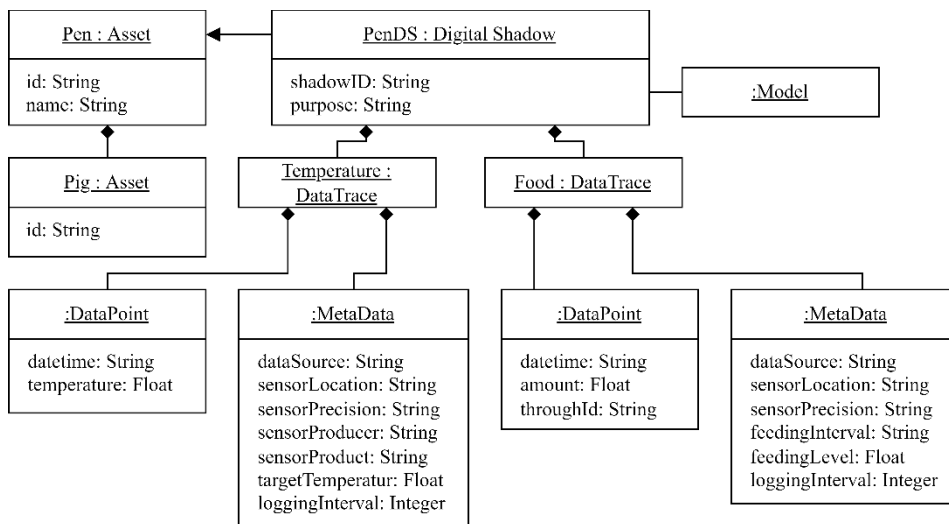 Pen : Asset
id: String
name: String
PenDS : Digital Shadow
shadowID: String
purpose: String
:Model
Pig : Asset
id: String
Temperature :
DataTrace
Food : DataTrace
:DataPoint
datetime: String
temperature: Float
:MetaData
dataSource: String
sensorLocation: String
sensorPrecision: String
sensorProducer: String
sensorProduct: String
targetTemperatur: Float
loggingInterval: Integer
:DataPoint
datetime: String
amount: Float
throughId: String
:MetaData
dataSource: String
sensorLocation: String
sensorPrecision: String
feedingInterval: String
feedingLevel: Float
loggingInterval: Integer